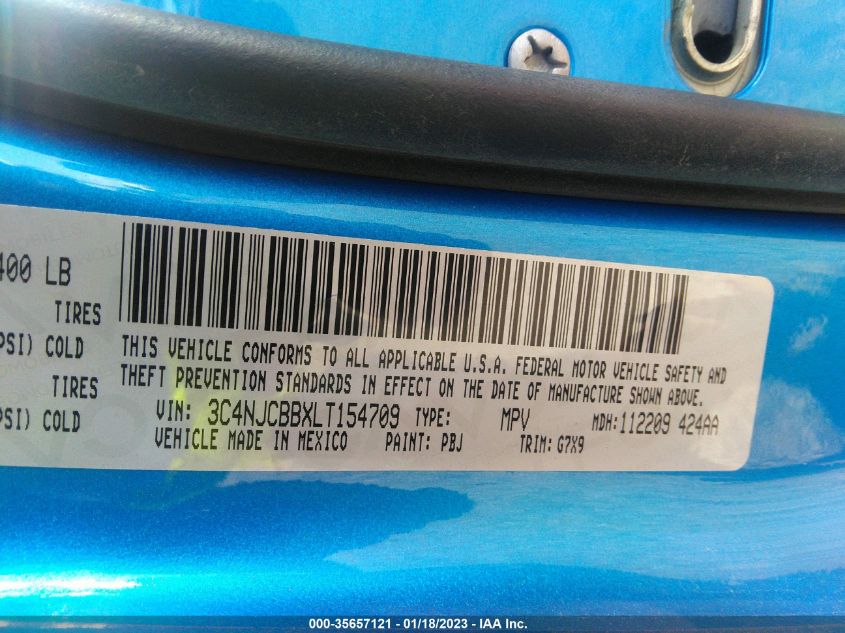 400 LB
TIRES
PSI) COLD
TIRES
PSI) COLD
THIS VEHICLE CONFORMS TO ALL APPLICABLE U.S.A. FEDERAL MOTOR VEHICLE SAFETY AND
THEFT PREVENTION STANDARDS IN EFFECT ON THE DATE OF MANUFACTURE SHOWN ABOVE.
VIN: 3C4NJCBBXLT154709 TYPE: MPV MDH:112209 424AA
VEHICLE MADE IN MEXICO PAINT: PBJ TRIM: G7X9
000-35657121 - 01/18/2023 - IAA Inc.